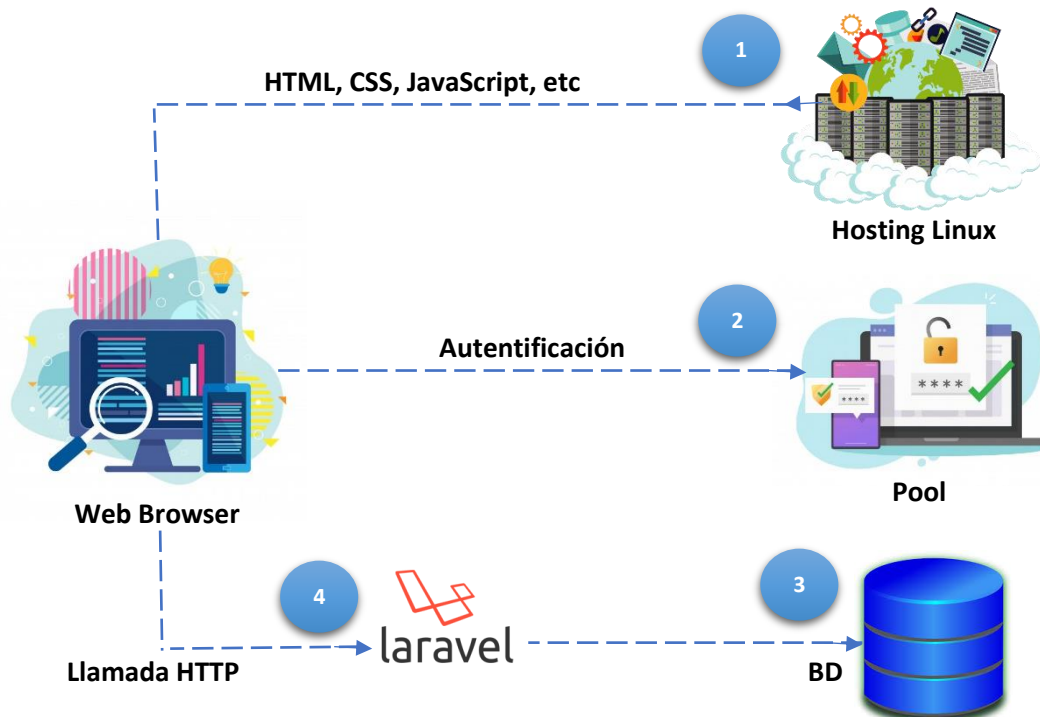 1
HTML, CSS, JavaScript, etc
Hosting Linux
2
Autentificación
****
****
Pool
Web Browser
4
3
laravel
Llamada HTTP
BD